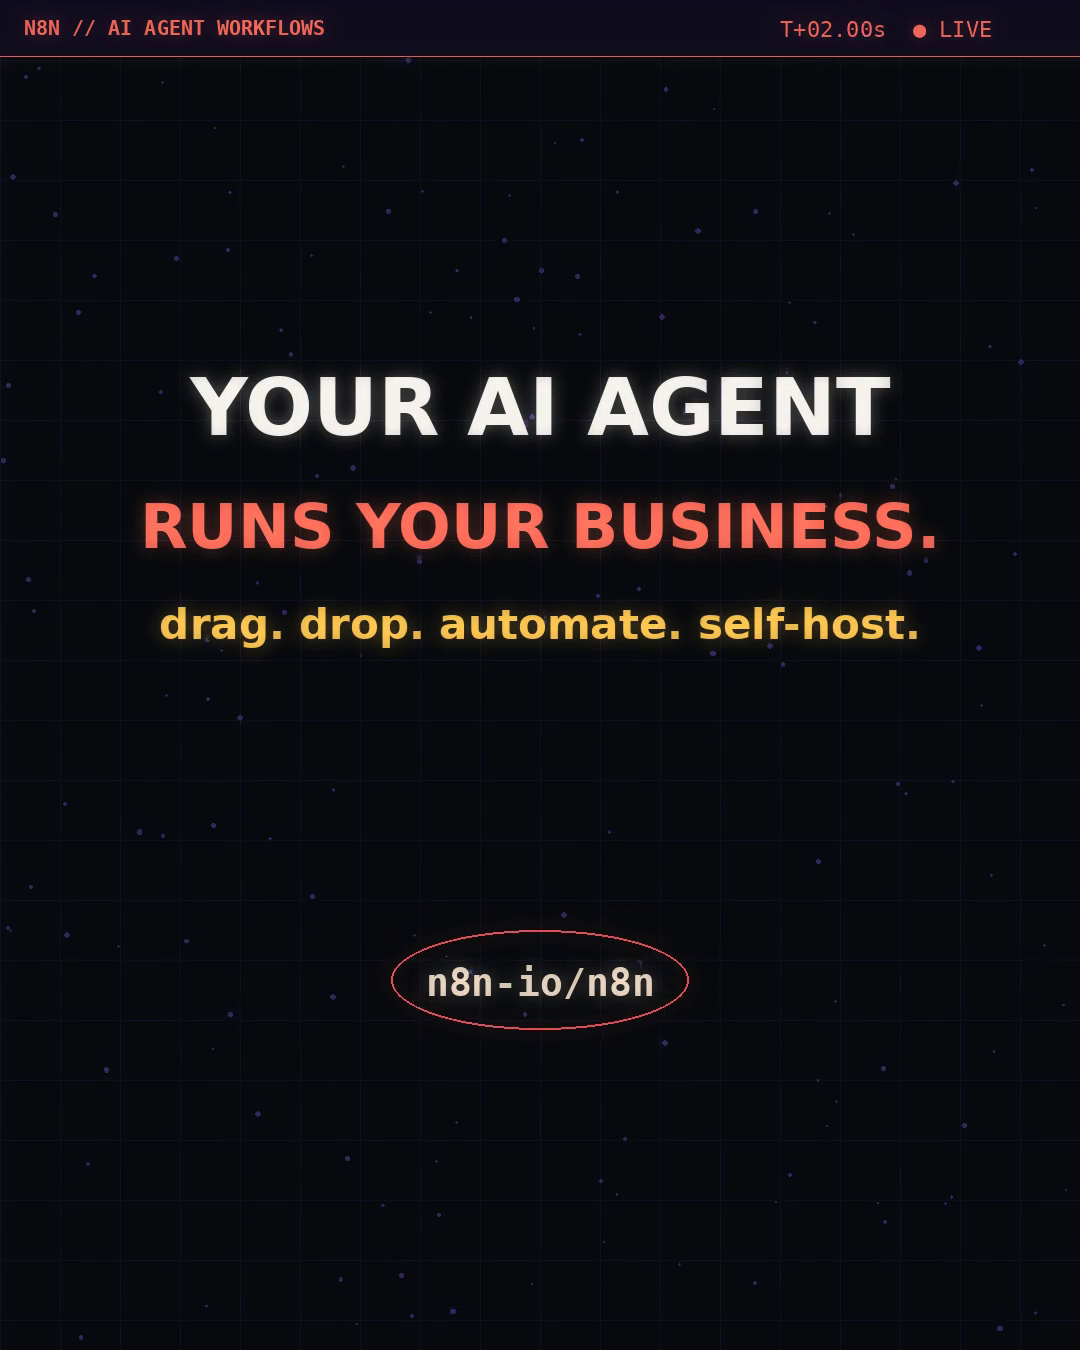 N8N // AI AGENT WORKFLOWS
T+02.00s ● LIVE
YOUR AI AGENT
RUNS YOUR BUSINESS.
drag. drop. automate. self-host.
n8n-io/n8n